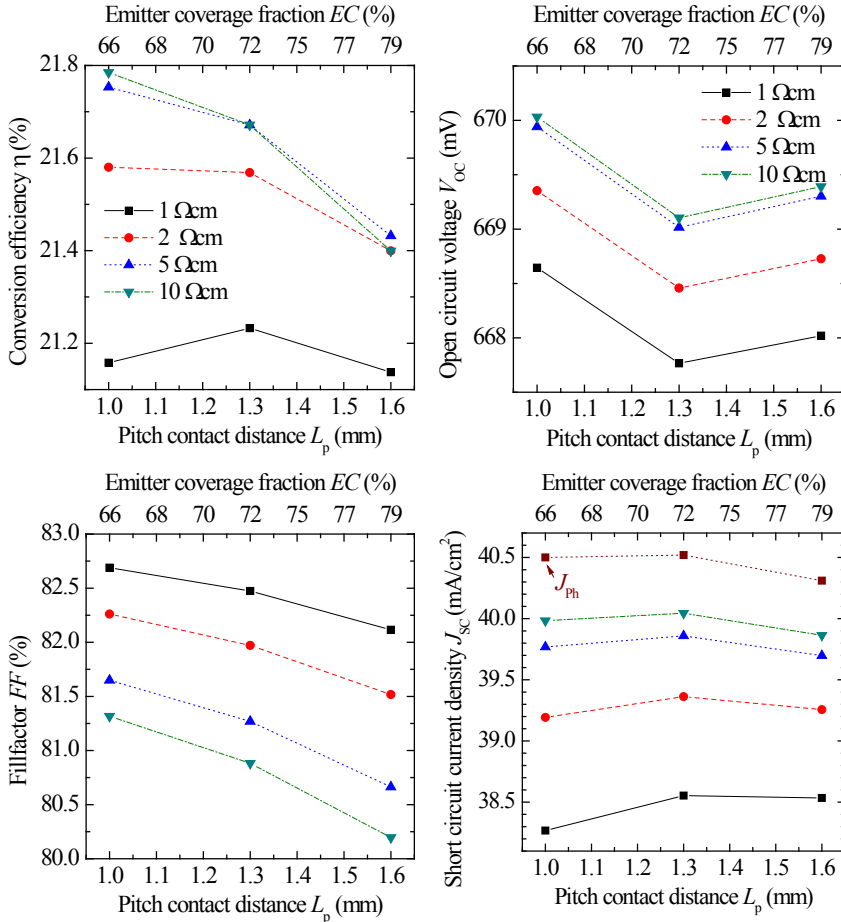 Emitter coverage fraction EC (%)
66 68 70 72 75 77 79
21.8
21.6
21.4
21.2
Conversion efficiency η (%)
1 Ωcm
2 Ωcm
5 Ωcm
10 Ωcm
1.0 1.1 1.2 1.3 1.4 1.5 1.6
Pitch contact distance Lp (mm)
Emitter coverage fraction EC (%)
66 68 70 72 75 77 79
670
669
668
Open circuit voltage VOC (mV)
1 Ωcm
2 Ωcm
5 Ωcm
10 Ωcm
1.0 1.1 1.2 1.3 1.4 1.5 1.6
Pitch contact distance Lp (mm)
Emitter coverage fraction EC (%)
66 68 70 72 75 77 79
83.0
82.5
82.0
81.5
81.0
80.5
80.0
Fillfactor FF (%)
1.0 1.1 1.2 1.3 1.4 1.5 1.6
Pitch contact distance Lp (mm)
Emitter coverage fraction EC (%)
66 68 70 72 75 77 79
40.5
40.0
39.5
39.0
38.5
Short circuit current density JSC (mA/cm²)
JPh
1.0 1.1 1.2 1.3 1.4 1.5 1.6
Pitch contact distance Lp (mm)